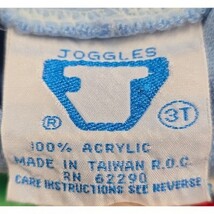 JOGGLES
® 3T
100% ACRYLIC
MADE IN TAIWAN R.O.C.
RN 62290
CARE INSTRUCTIONS SEE REVERSE